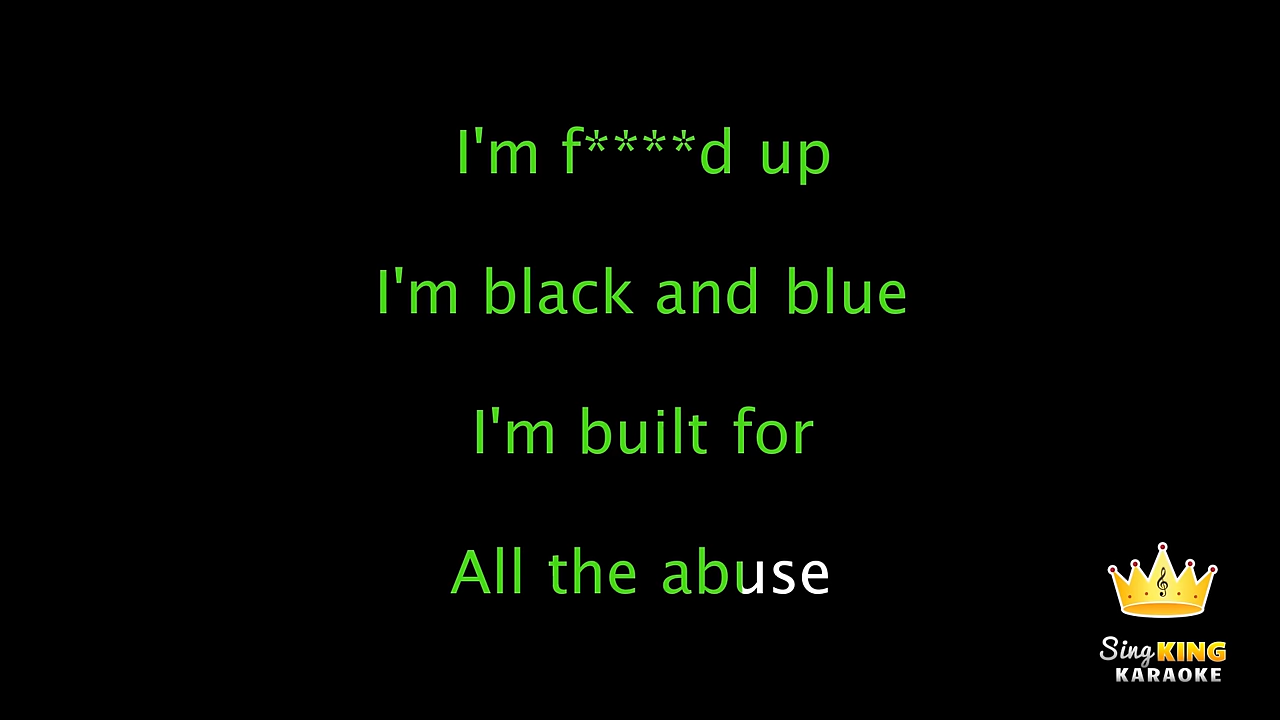 I'm f****d up
I'm black and blue
I'm built for
All the abuse
Sing KING
KARAOKE